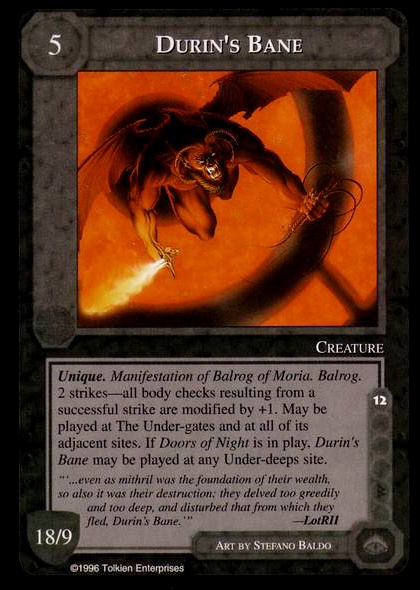 5
DURIN'S BANE
CREATURE
Unique. Manifestation of Balrog of Moria. Balrog.
2 strikes—all body checks resulting from a
successful strike are modified by +1. May be
played at The Under-gates and at all of its
adjacent sites. If Doors of Night is in play, Durin's
Bane may be played at any Under-deeps site.
12
“‘...even as mithril was the foundation of their wealth,
so also it was their destruction: they delved too greedily
and too deep, and disturbed that from which they
fled, Durin's Bane.’”
—LotRII
18/9
ART BY STEFANO BALDO
©1996 Tolkien Enterprises